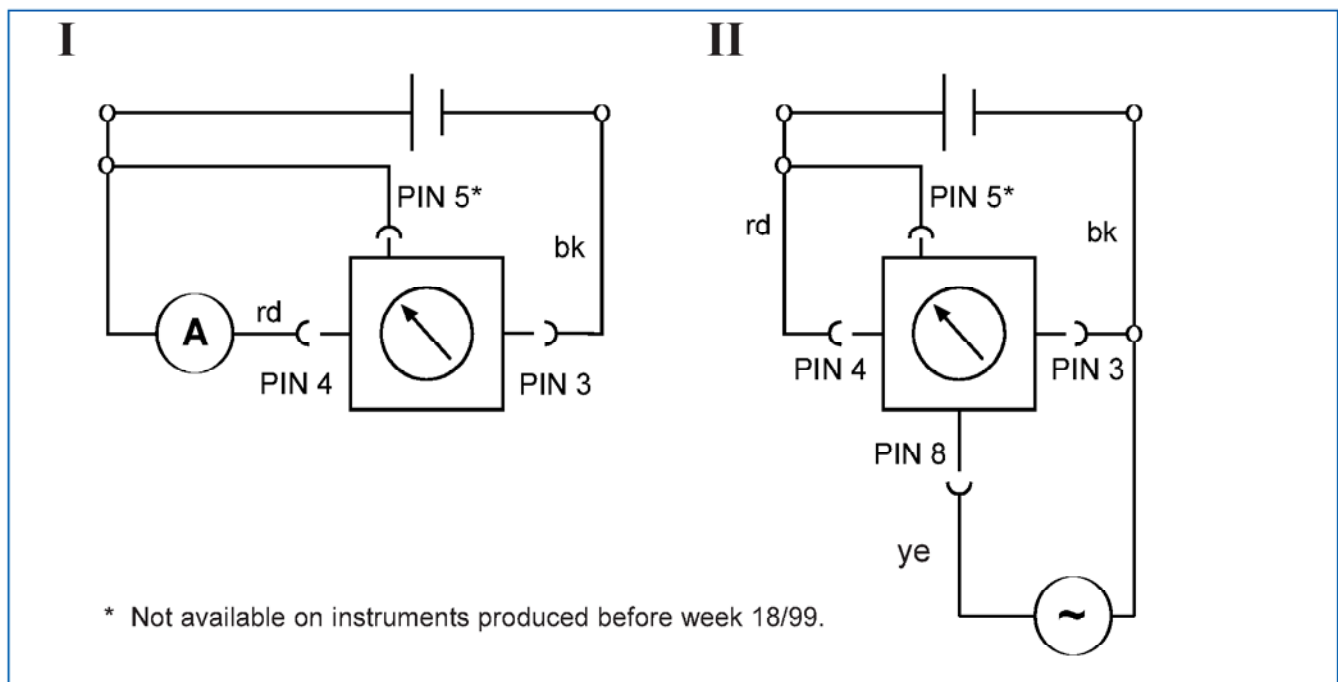 I
II
PIN 5*
bk
A
rd
PIN 4
PIN 3
PIN 5*
rd
bk
PIN 4
PIN 3
PIN 8
ye
~
* Not available on instruments produced before week 18/99.